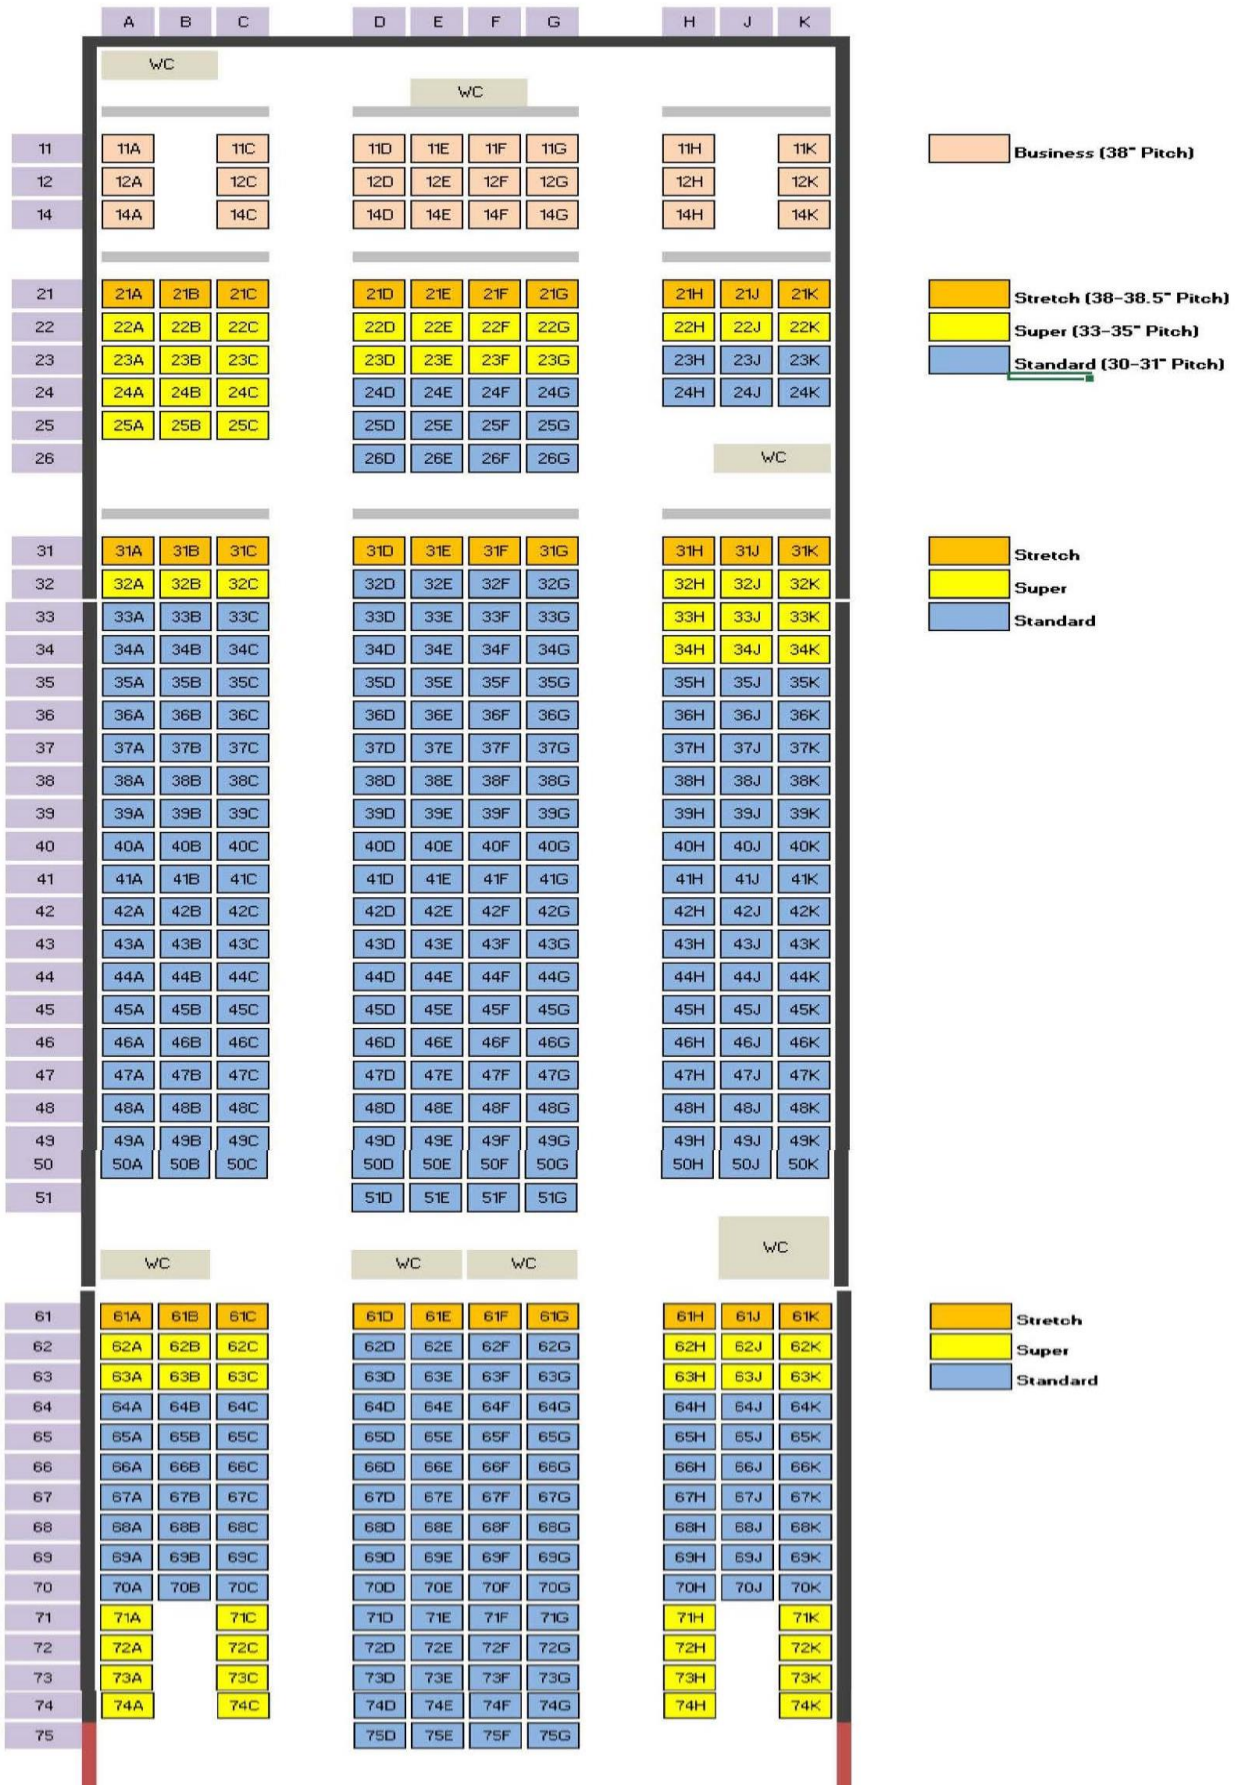 A B C D E F G H J K
WC
WC
11 11A 11C 11D 11E 11F 11G 11H 11K Business (38" Pitch)
12 12A 12C 12D 12E 12F 12G 12H 12K
14 14A 14C 14D 14E 14F 14G 14H 14K
21 21A 21B 21C 21D 21E 21F 21G 21H 21J 21K Stretch (38-38.5" Pitch)
22 22A 22B 22C 22D 22E 22F 22G 22H 22J 22K Super (33-35" Pitch)
23 23A 23B 23C 23D 23E 23F 23G 23H 23J 23K Standard (30-31" Pitch)
24 24A 24B 24C 24D 24E 24F 24G 24H 24J 24K
25 25A 25B 25C 25D 25E 25F 25G
26 26D 26E 26F 26G WC
31 31A 31B 31C 31D 31E 31F 31G 31H 31J 31K Stretch
32 32A 32B 32C 32D 32E 32F 32G 32H 32J 32K Super
33 33A 33B 33C 33D 33E 33F 33G 33H 33J 33K Standard
34 34A 34B 34C 34D 34E 34F 34G 34H 34J 34K
35 35A 35B 35C 35D 35E 35F 35G 35H 35J 35K
36 36A 36B 36C 36D 36E 36F 36G 36H 36J 36K
37 37A 37B 37C 37D 37E 37F 37G 37H 37J 37K
38 38A 38B 38C 38D 38E 38F 38G 38H 38J 38K
39 39A 39B 39C 39D 39E 39F 39G 39H 39J 39K
40 40A 40B 40C 40D 40E 40F 40G 40H 40J 40K
41 41A 41B 41C 41D 41E 41F 41G 41H 41J 41K
42 42A 42B 42C 42D 42E 42F 42G 42H 42J 42K
43 43A 43B 43C 43D 43E 43F 43G 43H 43J 43K
44 44A 44B 44C 44D 44E 44F 44G 44H 44J 44K
45 45A 45B 45C 45D 45E 45F 45G 45H 45J 45K
46 46A 46B 46C 46D 46E 46F 46G 46H 46J 46K
47 47A 47B 47C 47D 47E 47F 47G 47H 47J 47K
48 48A 48B 48C 48D 48E 48F 48G 48H 48J 48K
49 49A 49B 49C 49D 49E 49F 49G 49H 49J 49K
50 50A 50B 50C 50D 50E 50F 50G 50H 50J 50K
51 51D 51E 51F 51G
WC WC WC WC
61 61A 61B 61C 61D 61E 61F 61G 61H 61J 61K Stretch
62 62A 62B 62C 62D 62E 62F 62G 62H 62J 62K Super
63 63A 63B 63C 63D 63E 63F 63G 63H 63J 63K Standard
64 64A 64B 64C 64D 64E 64F 64G 64H 64J 64K
65 65A 65B 65C 65D 65E 65F 65G 65H 65J 65K
66 66A 66B 66C 66D 66E 66F 66G 66H 66J 66K
67 67A 67B 67C 67D 67E 67F 67G 67H 67J 67K
68 68A 68B 68C 68D 68E 68F 68G 68H 68J 68K
69 69A 69B 69C 69D 69E 69F 69G 69H 69J 69K
70 70A 70B 70C 70D 70E 70F 70G 70H 70J 70K
71 71A 71C 71D 71E 71F 71G 71H 71K
72 72A 72C 72D 72E 72F 72G 72H 72K
73 73A 73C 73D 73E 73F 73G 73H 73K
74 74A 74C 74D 74E 74F 74G 74H 74K
75 75D 75E 75F 75G